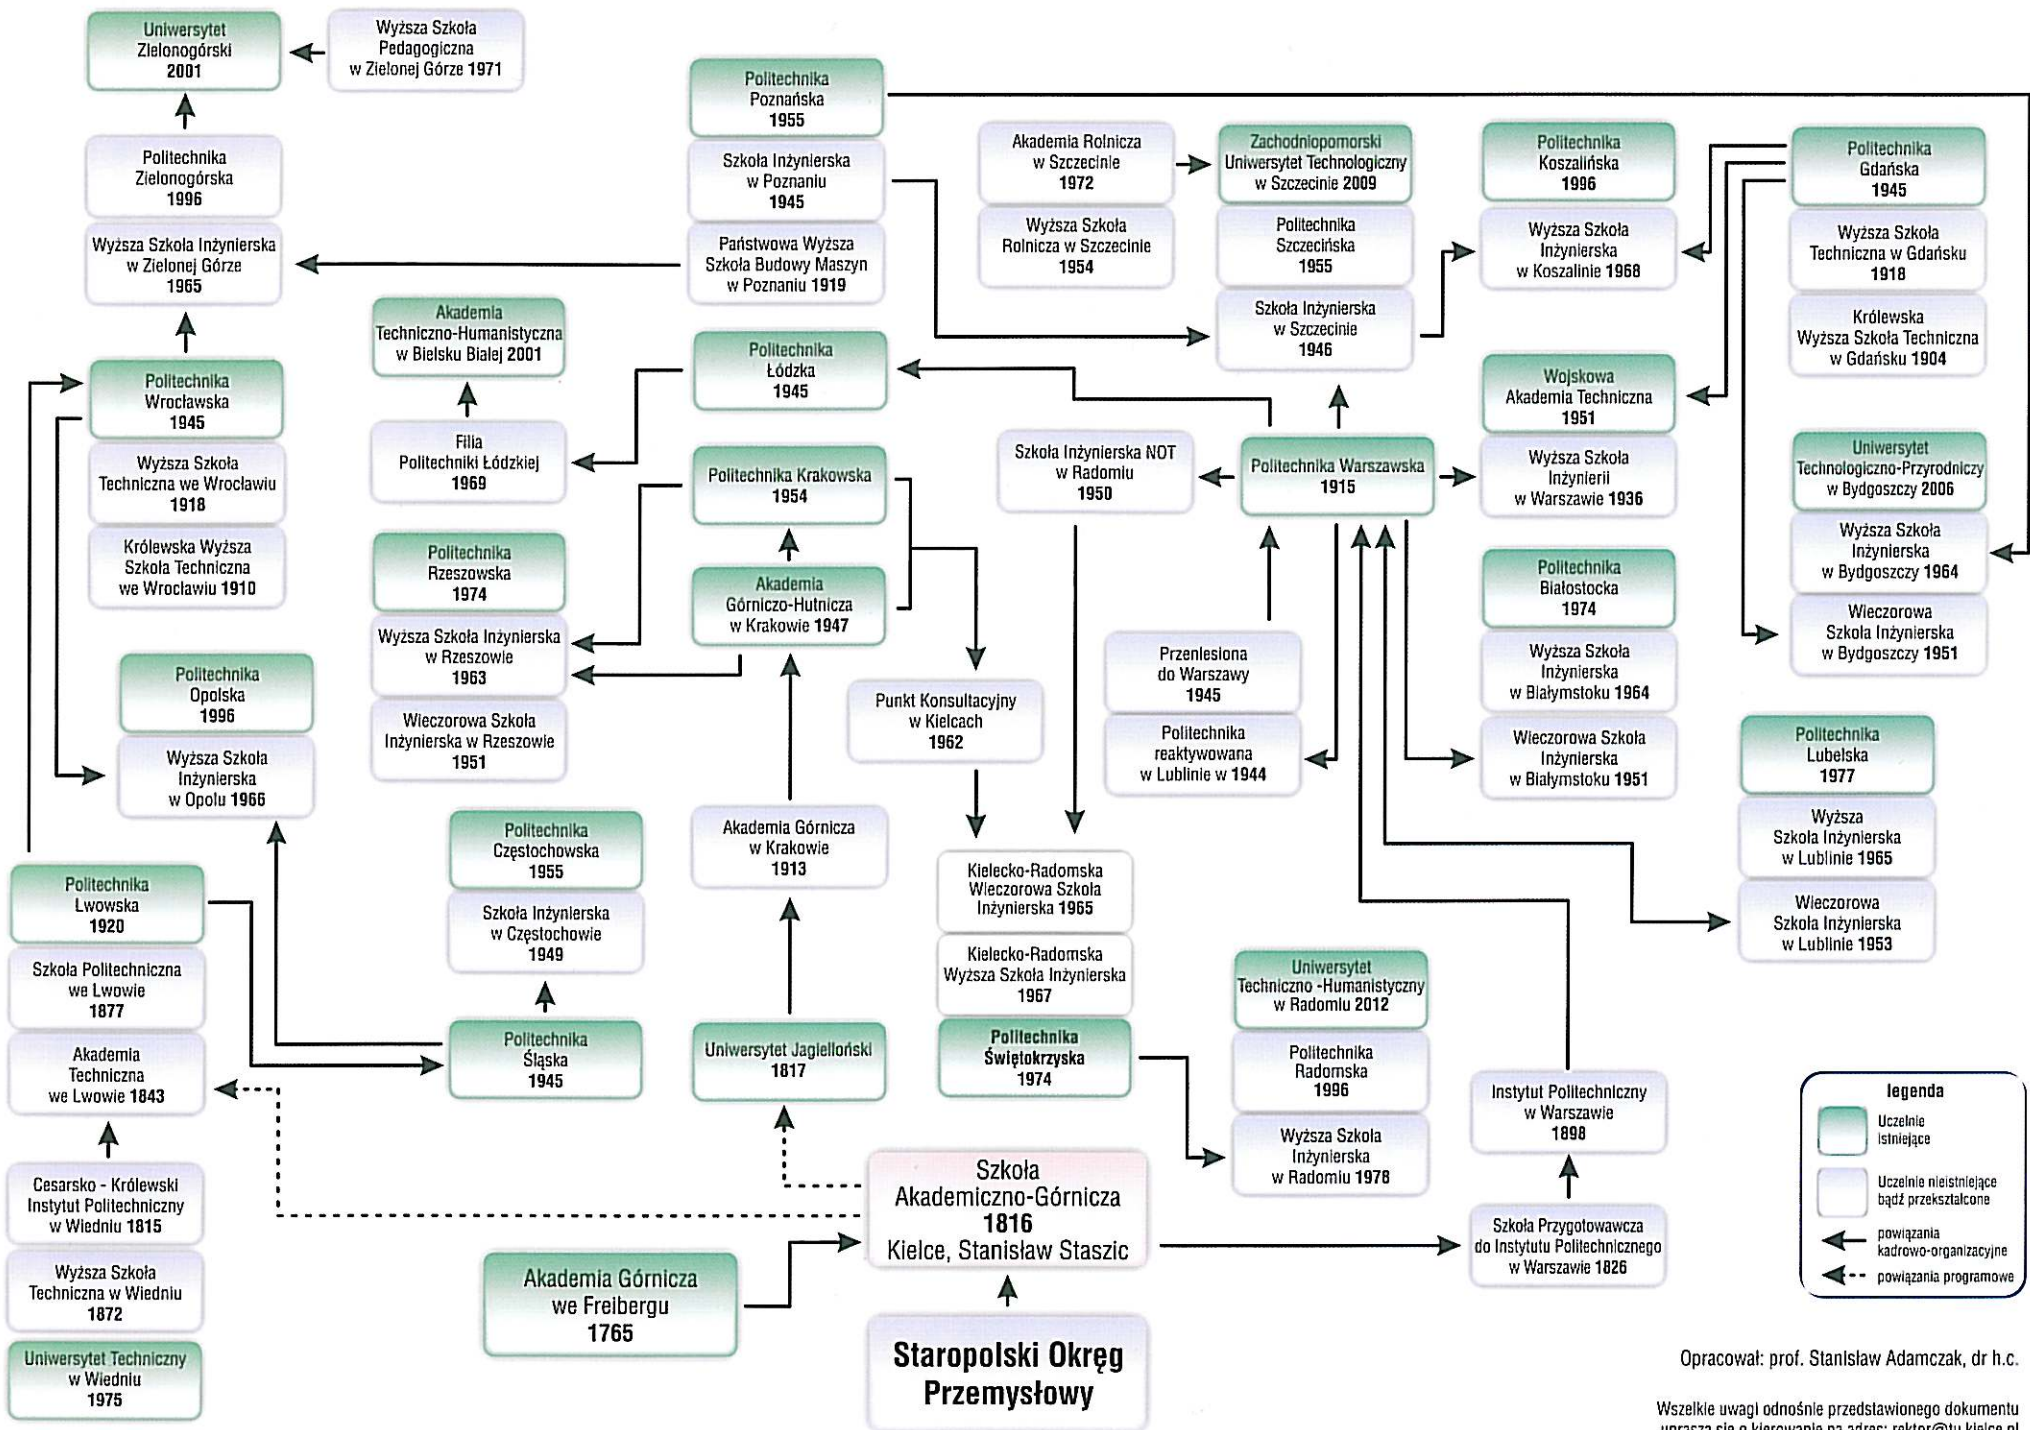 Uniwersytet
Zielonogórski
2001
Wyższa Szkoła
Pedagogiczna
w Zielonej Górze 1971
Politechnika
Zielonogórska
1996
Wyższa Szkoła Inżynierska
w Zielonej Górze
1965
Politechnika
Wrocławska
1945
Wyższa Szkoła
Techniczna we Wrocławiu
1918
Królewska Wyższa
Szkoła Techniczna
we Wrocławiu 1910
Politechnika
Opolska
1996
Wyższa Szkoła
Inżynierska
w Opolu 1966
Politechnika
Lwowska
1920
Szkoła Politechniczna
we Lwowie
1877
Akademia
Techniczna
we Lwowie 1843
Cesarsko - Królewski
Instytut Politechniczny
w Wiedniu 1815
Wyższa Szkoła
Techniczna w Wiedniu
1872
Uniwersytet Techniczny
w Wiedniu
1975
Akademia
Techniczno-Humanistyczna
w Bielsku Białej 2001
Filia
Politechniki Łódzkiej
1969
Politechnika
Rzeszowska
1974
Wyższa Szkoła Inżynierska
w Rzeszowie
1963
Wieczorowa Szkoła
Inżynierska w Rzeszowie
1951
Politechnika
Częstochowska
1955
Szkoła Inżynierska
w Częstochowie
1949
Politechnika
Śląska
1945
Politechnika
Poznańska
1955
Szkoła Inżynierska
w Poznaniu
1945
Państwowa Wyższa
Szkoła Budowy Maszyn
w Poznaniu 1919
Politechnika
Łódzka
1945
Politechnika Krakowska
1954
Akademia
Górniczo-Hutnicza
w Krakowie 1947
Akademia Górnicza
w Krakowie
1913
Uniwersytet Jagielloński
1817
Punkt Konsultacyjny
w Kielcach
1962
Kielecko-Radomska
Wieczorowa Szkoła
Inżynierska 1965
Kielecko-Radomska
Wyższa Szkoła Inżynierska
1967
Politechnika
Świętokrzyska
1974
Szkoła
Akademiczno-Górnicza
1816
Kielce, Stanisław Staszic
Akademia Górnicza
we Freibergu
1765
Staropolski Okręg
Przemysłowy
Akademia Rolnicza
w Szczecinie
1972
Wyższa Szkoła
Rolnicza w Szczecinie
1954
Zachodniopomorski
Uniwersytet Technologiczny
w Szczecinie 2009
Politechnika
Szczecińska
1955
Szkoła Inżynierska
w Szczecinie
1946
Szkoła Inżynierska NOT
w Radomiu
1950
Politechnika Warszawska
1915
Przeniesiona
do Warszawy
1945
Politechnika
reaktywowana
w Lublinie w 1944
Uniwersytet
Techniczno -Humanistyczny
w Radomiu 2012
Politechnika
Radomska
1996
Wyższa Szkoła
Inżynierska
w Radomiu 1978
Politechnika
Koszalińska
1996
Wyższa Szkoła
Inżynierska
w Koszalinie 1968
Wojskowa
Akademia Techniczna
1951
Wyższa Szkoła
Inżynierii
w Warszawie 1936
Politechnika
Białostocka
1974
Wyższa Szkoła
Inżynierska
w Białymstoku 1964
Wieczorowa Szkoła
Inżynierska
w Białymstoku 1951
Instytut Politechniczny
w Warszawie
1898
Szkoła Przygotowawcza
do Instytutu Politechnicznego
w Warszawie 1826
Politechnika
Gdańska
1945
Wyższa Szkoła
Techniczna w Gdańsku
1918
Królewska
Wyższa Szkoła Techniczna
w Gdańsku 1904
Uniwersytet
Technologiczno-Przyrodniczy
w Bydgoszczy 2006
Wyższa Szkoła
Inżynierska
w Bydgoszczy 1964
Wieczorowa
Szkoła Inżynierska
w Bydgoszczy 1951
Politechnika
Lubelska
1977
Wyższa
Szkoła Inżynierska
w Lublinie 1965
Wieczorowa
Szkoła Inżynierska
w Lublinie 1953
legenda
Uczelnie
istniejące
Uczelnie nieistniejące
bądź przekształcone
powiązania
kadrowo-organizacyjne
powiązania programowe
Opracował: prof. Stanisław Adamczak, dr h.c.
Wszelkie uwagi odnośnie przedstawionego dokumentu
uprasza się o kierowanie na adres: rektor@tu.kielce.pl